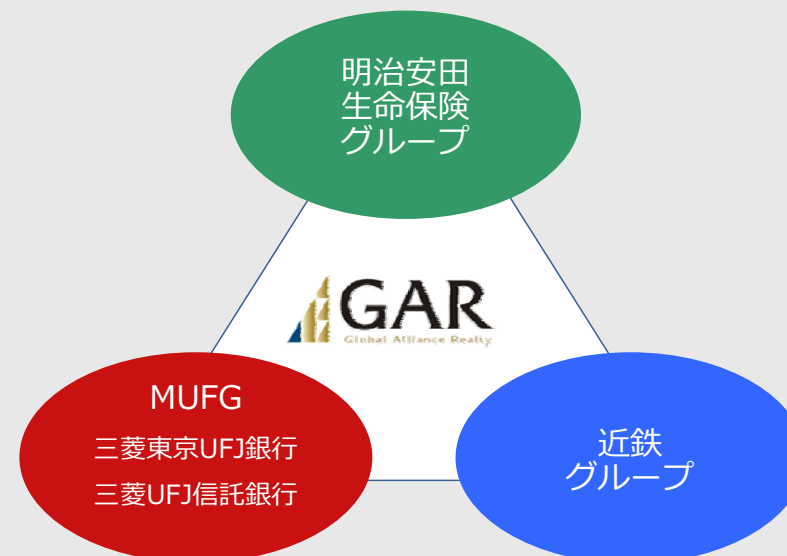 明治安田
生命保険
グループ
GAR
Global Alliance Realty
MUFG
三菱東京UFJ銀行
三菱UFJ信託銀行
近鉄
グループ